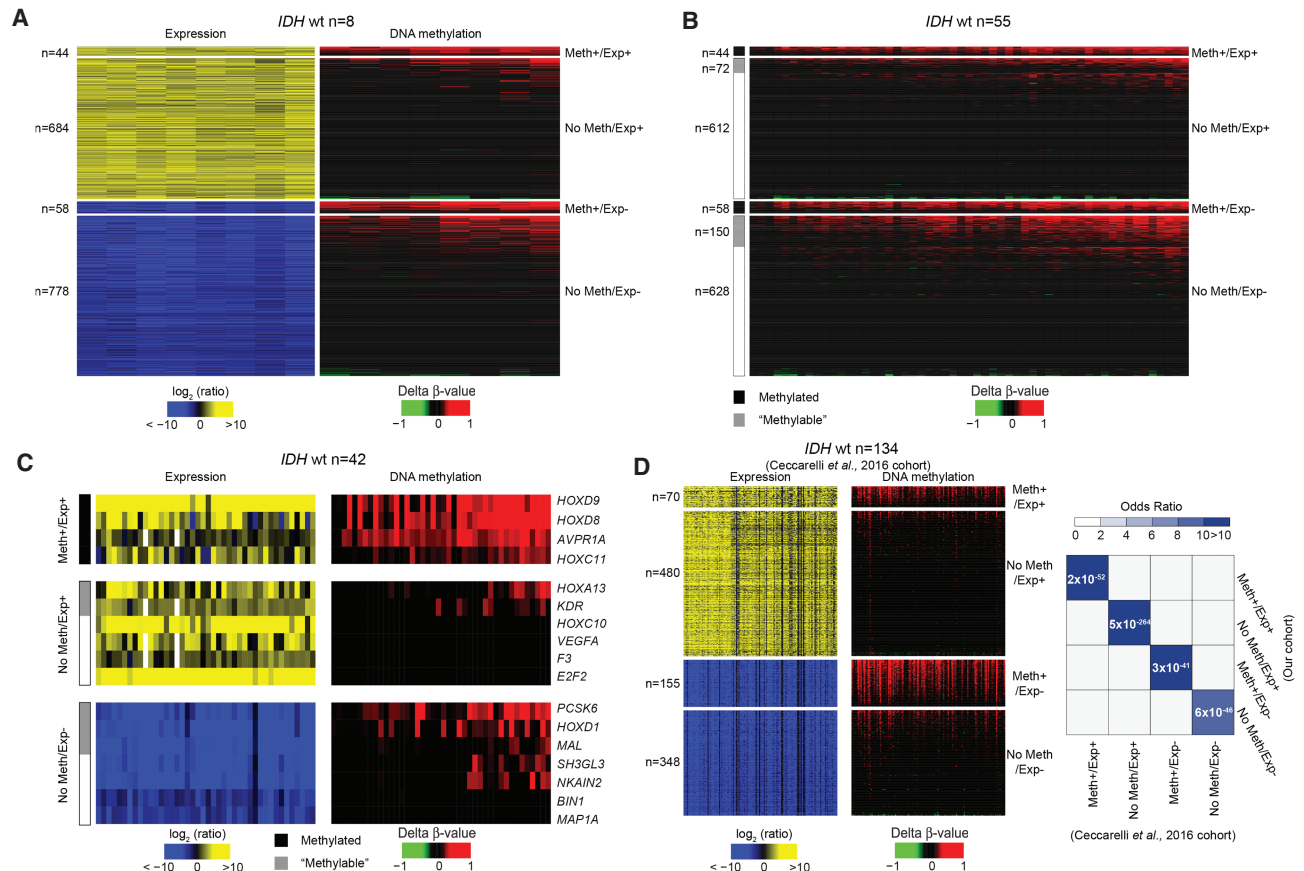 A
IDH wt n=8
Expression
DNA methylation
n=44
Meth+/Exp+
n=684
No Meth/Exp+
n=58
Meth+/Exp-
n=778
No Meth/Exp-
log2 (ratio)
< −10 0 >10
Delta β-value
−1 1
B
IDH wt n=55
n=44
Meth+/Exp+
n=72
n=612
No Meth/Exp+
n=58
Meth+/Exp-
n=150
n=628
No Meth/Exp-
Methylated
"Methylable"
Delta β-value
−1 1
C
IDH wt n=42
Expression
DNA methylation
Meth+/Exp+
HOXD9
HOXD8
AVPR1A
HOXC11
No Meth/Exp+
HOXA13
KDR
HOXC10
VEGFA
F3
E2F2
No Meth/Exp-
PCSK6
HOXD1
MAL
SH3GL3
NKAIN2
BIN1
MAP1A
log2 (ratio)
< −10 0 >10
Methylated
"Methylable"
Delta β-value
−1 1
D
IDH wt n=134
(Ceccarelli et al., 2016 cohort)
Expression
DNA methylation
n=70
Meth+
/Exp+
n=480
No Meth
/Exp+
n=155
Meth+
/Exp-
n=348
No Meth
/Exp-
log2 (ratio)
< −10 0 >10
Delta β-value
−1 1
Odds Ratio
0 2 4 6 8 10>10
2x10-52
5x10-264
3x10-41
6x10-46
Meth+/Exp+
No Meth/Exp+
Meth+/Exp-
No Meth/Exp-
(Our cohort)
Meth+/Exp+
No Meth/Exp+
Meth+/Exp-
No Meth/Exp-
(Ceccarelli et al., 2016 cohort)